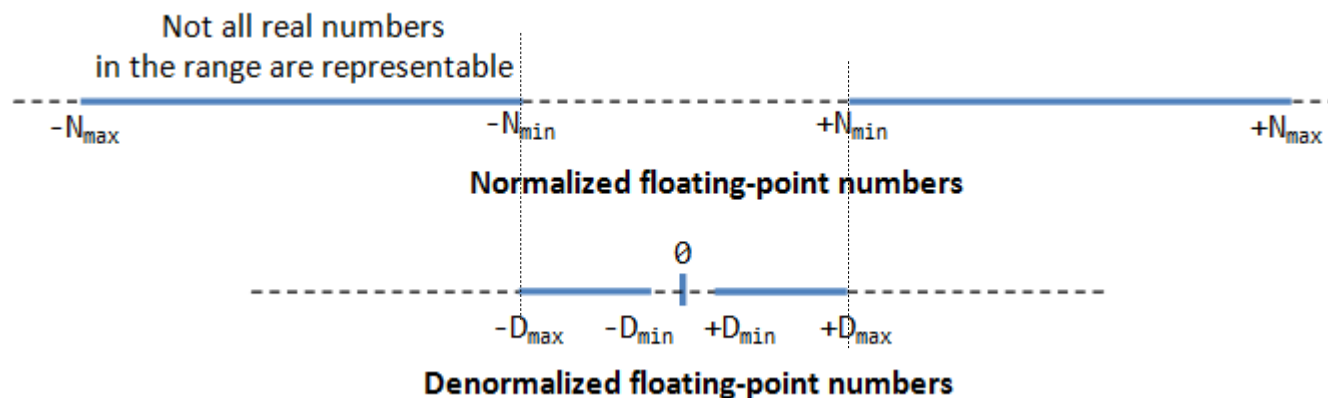 Not all real numbers
in the range are representable
-Nmax -Nmin +Nmin +Nmax
Normalized floating-point numbers
0
-Dmax -Dmin +Dmin +Dmax
Denormalized floating-point numbers